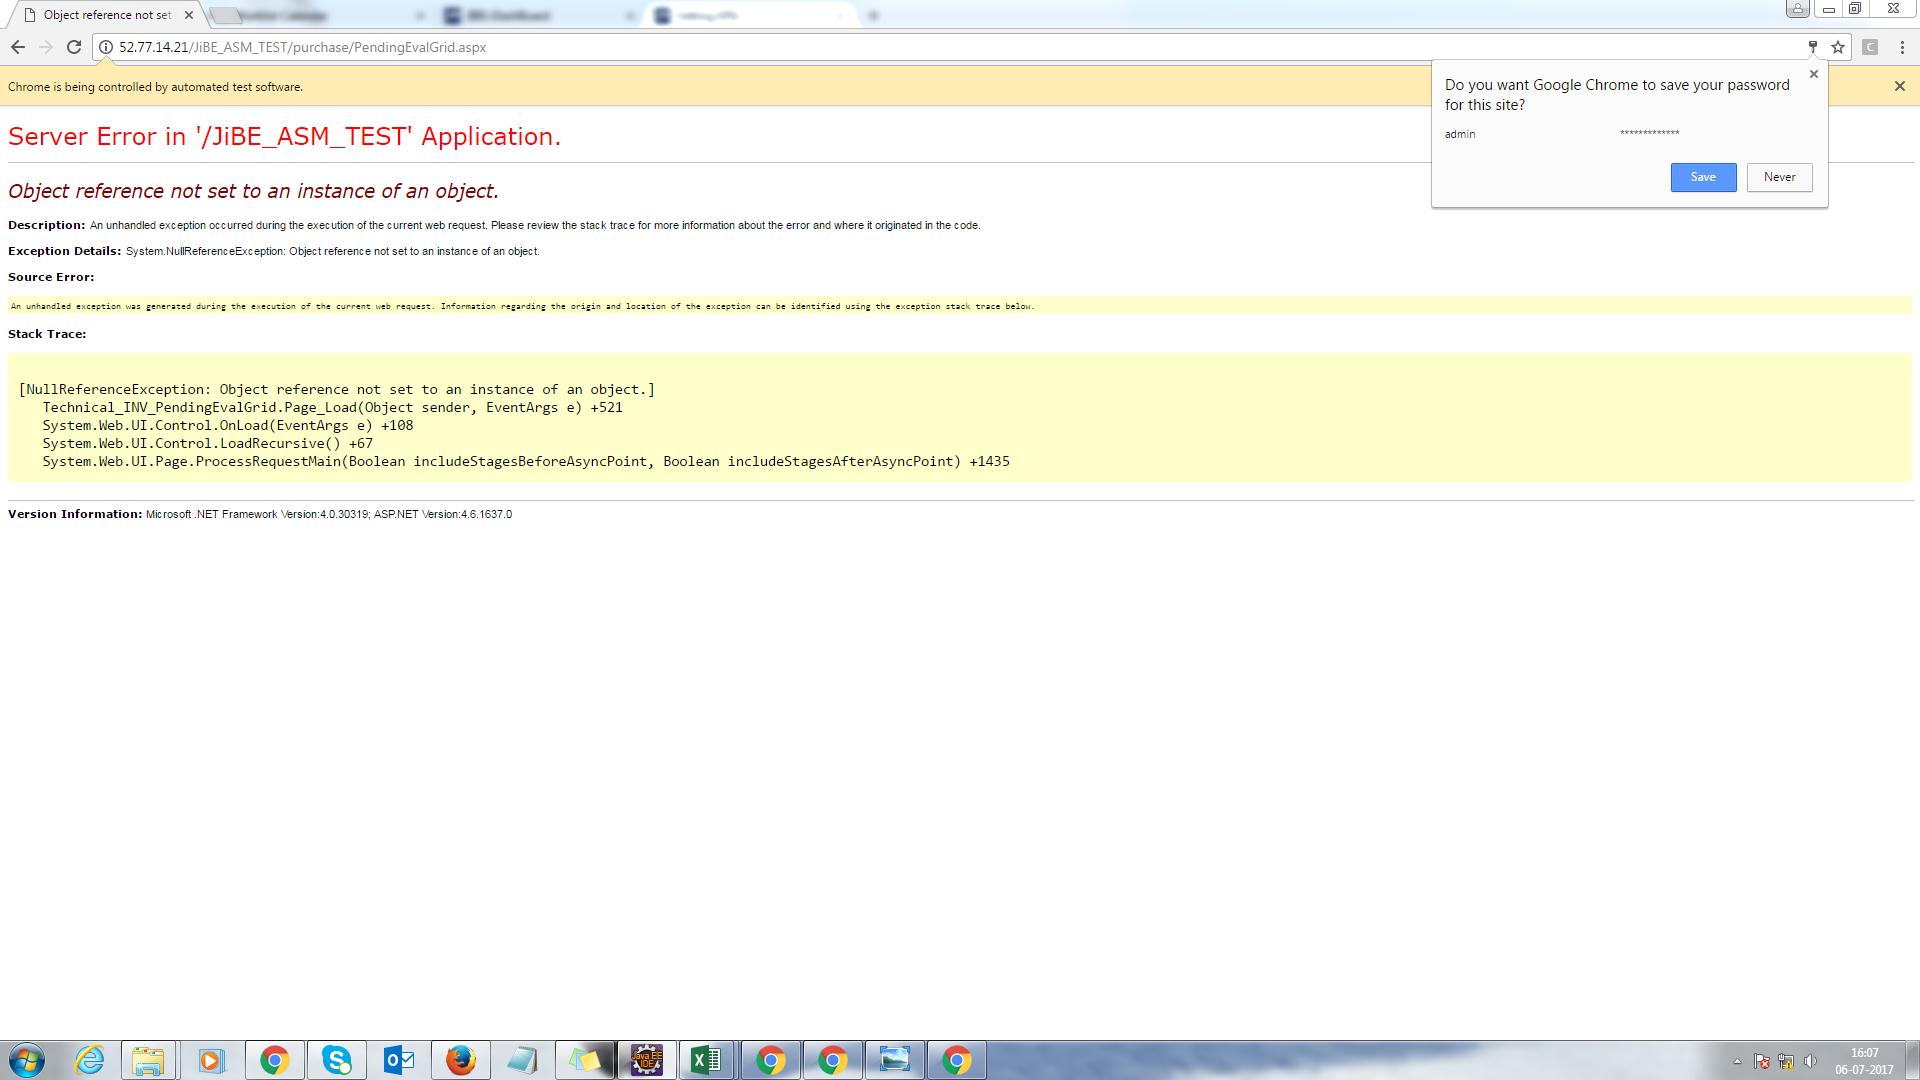 Object reference not set
52.77.14.21/JiBE_ASM_TEST/purchase/PendingEvalGrid.aspx
C
Chrome is being controlled by automated test software.
Do you want Google Chrome to save your password
for this site?
admin *************
Save Never
Server Error in '/JiBE_ASM_TEST' Application.
Object reference not set to an instance of an object.
Description: An unhandled exception occurred during the execution of the current web request. Please review the stack trace for more information about the error and where it originated in the code.
Exception Details: System.NullReferenceException: Object reference not set to an instance of an object.
Source Error:
An unhandled exception was generated during the execution of the current web request. Information regarding the origin and location of the exception can be identified using the exception stack trace below.
Stack Trace:
[NullReferenceException: Object reference not set to an instance of an object.]
Technical_INV_PendingEvalGrid.Page_Load(Object sender, EventArgs e) +521
System.Web.UI.Control.OnLoad(EventArgs e) +108
System.Web.UI.Control.LoadRecursive() +67
System.Web.UI.Page.ProcessRequestMain(Boolean includeStagesBeforeAsyncPoint, Boolean includeStagesAfterAsyncPoint) +1435
Version Information: Microsoft .NET Framework Version:4.0.30319; ASP.NET Version:4.6.1637.0
Java EE
IDE
16:07
06-07-2017